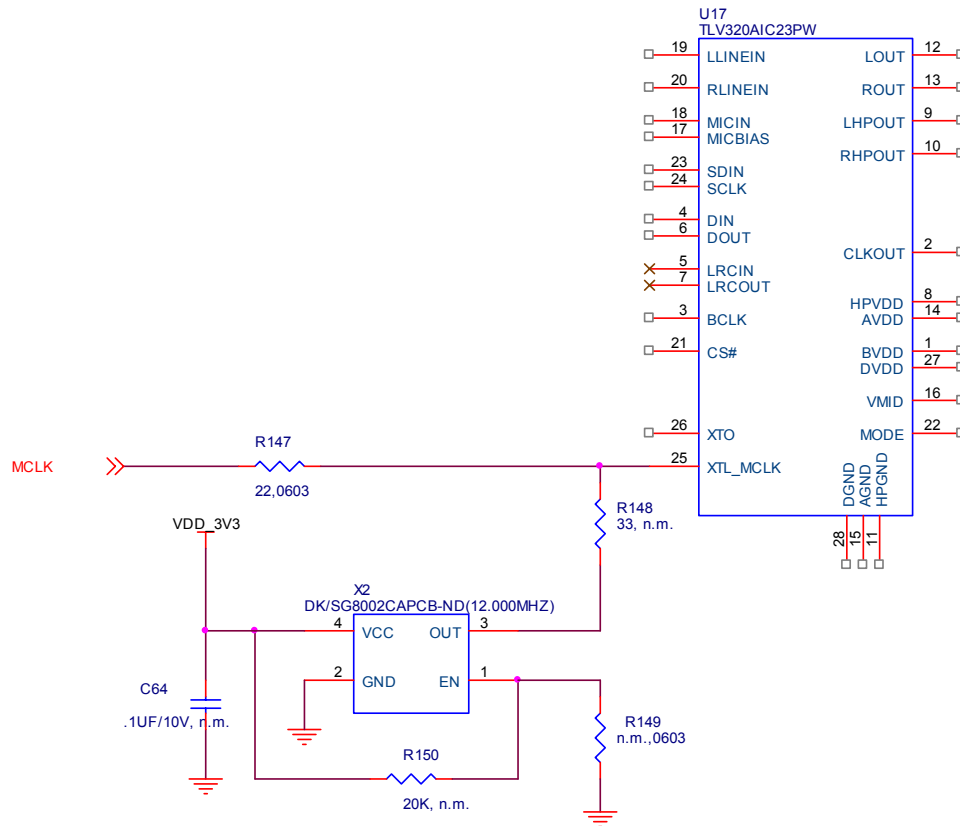 U17
TLV320AIC23PW
19 LLINEIN LOUT 12
20 RLINEIN ROUT 13
18 MICIN LHPOUT 9
17 MICBIAS
RHPOUT 10
23 SDIN
24 SCLK
4 DIN
6 DOUT
CLKOUT 2
5 LRCIN
7 LRCOUT
HPVDD 8
3 BCLK AVDD 14
21 CS# BVDD 1
DVDD 27
VMID 16
26 XTO MODE 22
MCLK R147 25 XTL_MCLK
22,0603
DGND AGND HPGND
28 15 11
R148
33, n.m.
VDD_3V3
X2
DK/SG8002CAPCB-ND(12.000MHZ)
4 VCC OUT 3
2 GND EN 1
C64
.1UF/10V, n.m.
R149
n.m.,0603
R150
20K, n.m.